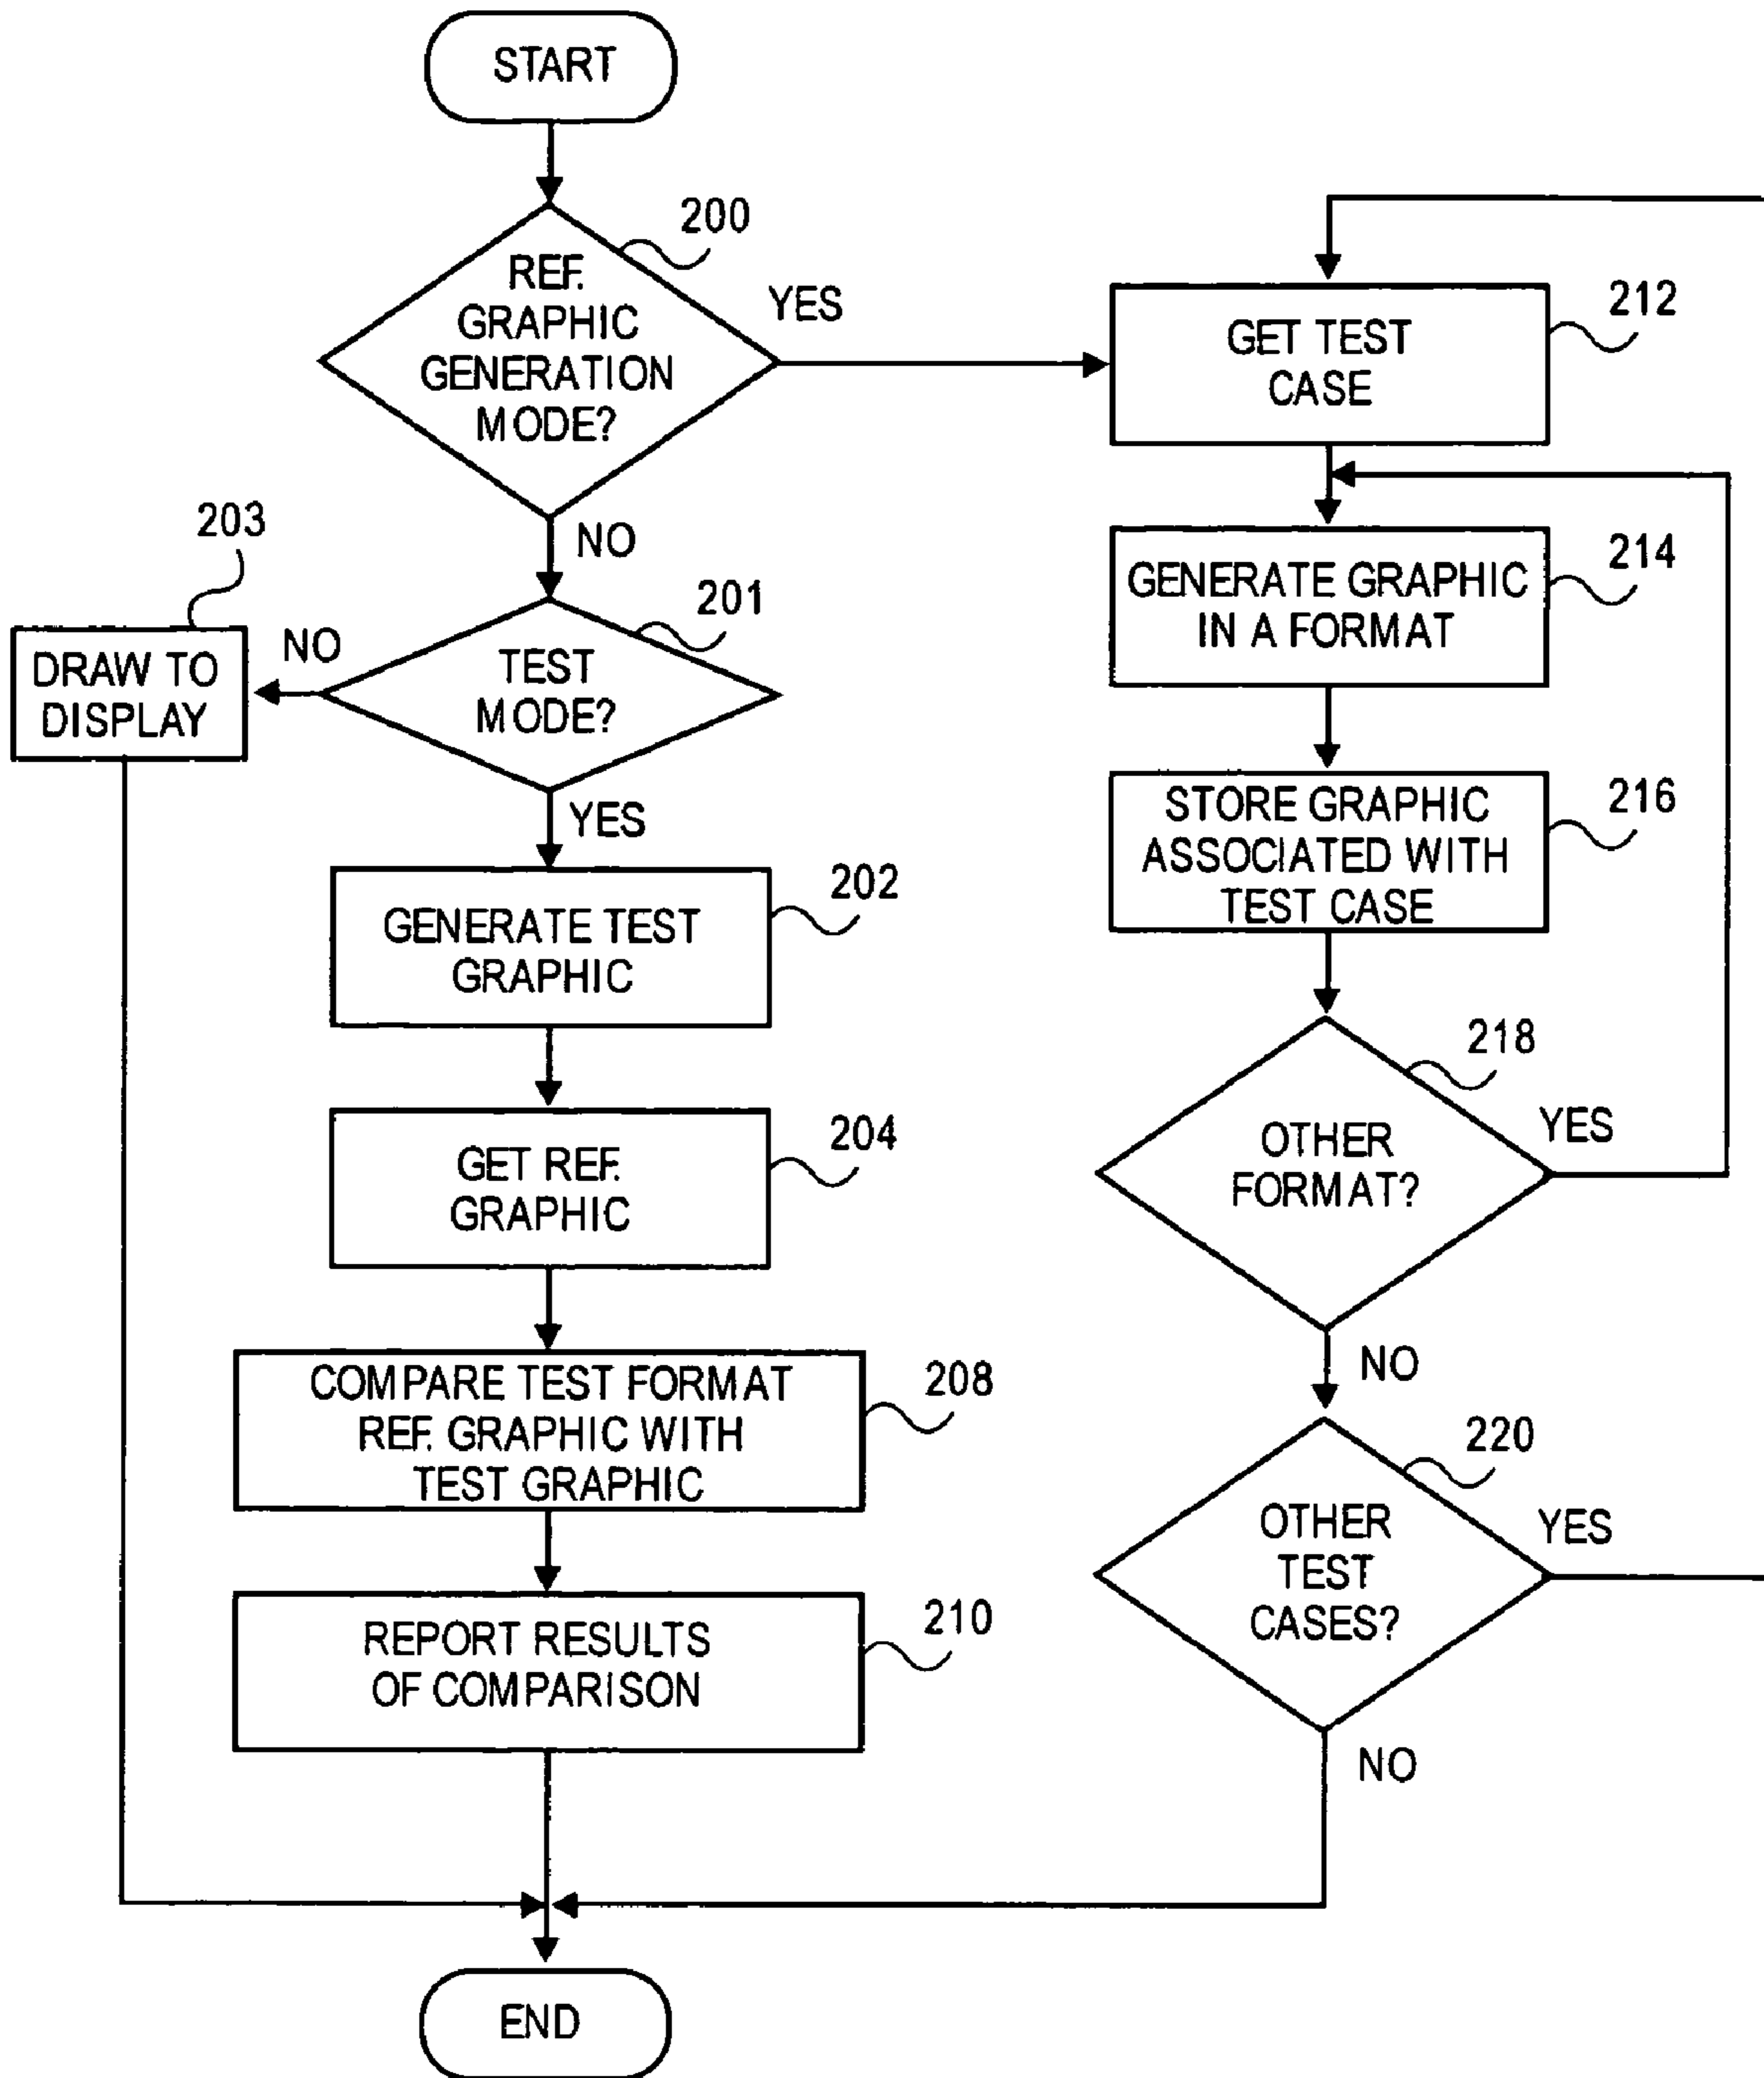 START
200
REF.
GRAPHIC
GENERATION
MODE?
YES
NO
203
DRAW TO
DISPLAY
NO
201
TEST
MODE?
YES
202
GENERATE TEST
GRAPHIC
204
GET REF.
GRAPHIC
208
COMPARE TEST FORMAT
REF. GRAPHIC WITH
TEST GRAPHIC
210
REPORT RESULTS
OF COMPARISON
212
GET TEST
CASE
214
GENERATE GRAPHIC
IN A FORMAT
216
STORE GRAPHIC
ASSOCIATED WITH
TEST CASE
218
OTHER
FORMAT?
YES
NO
220
OTHER
TEST
CASES?
YES
NO
END